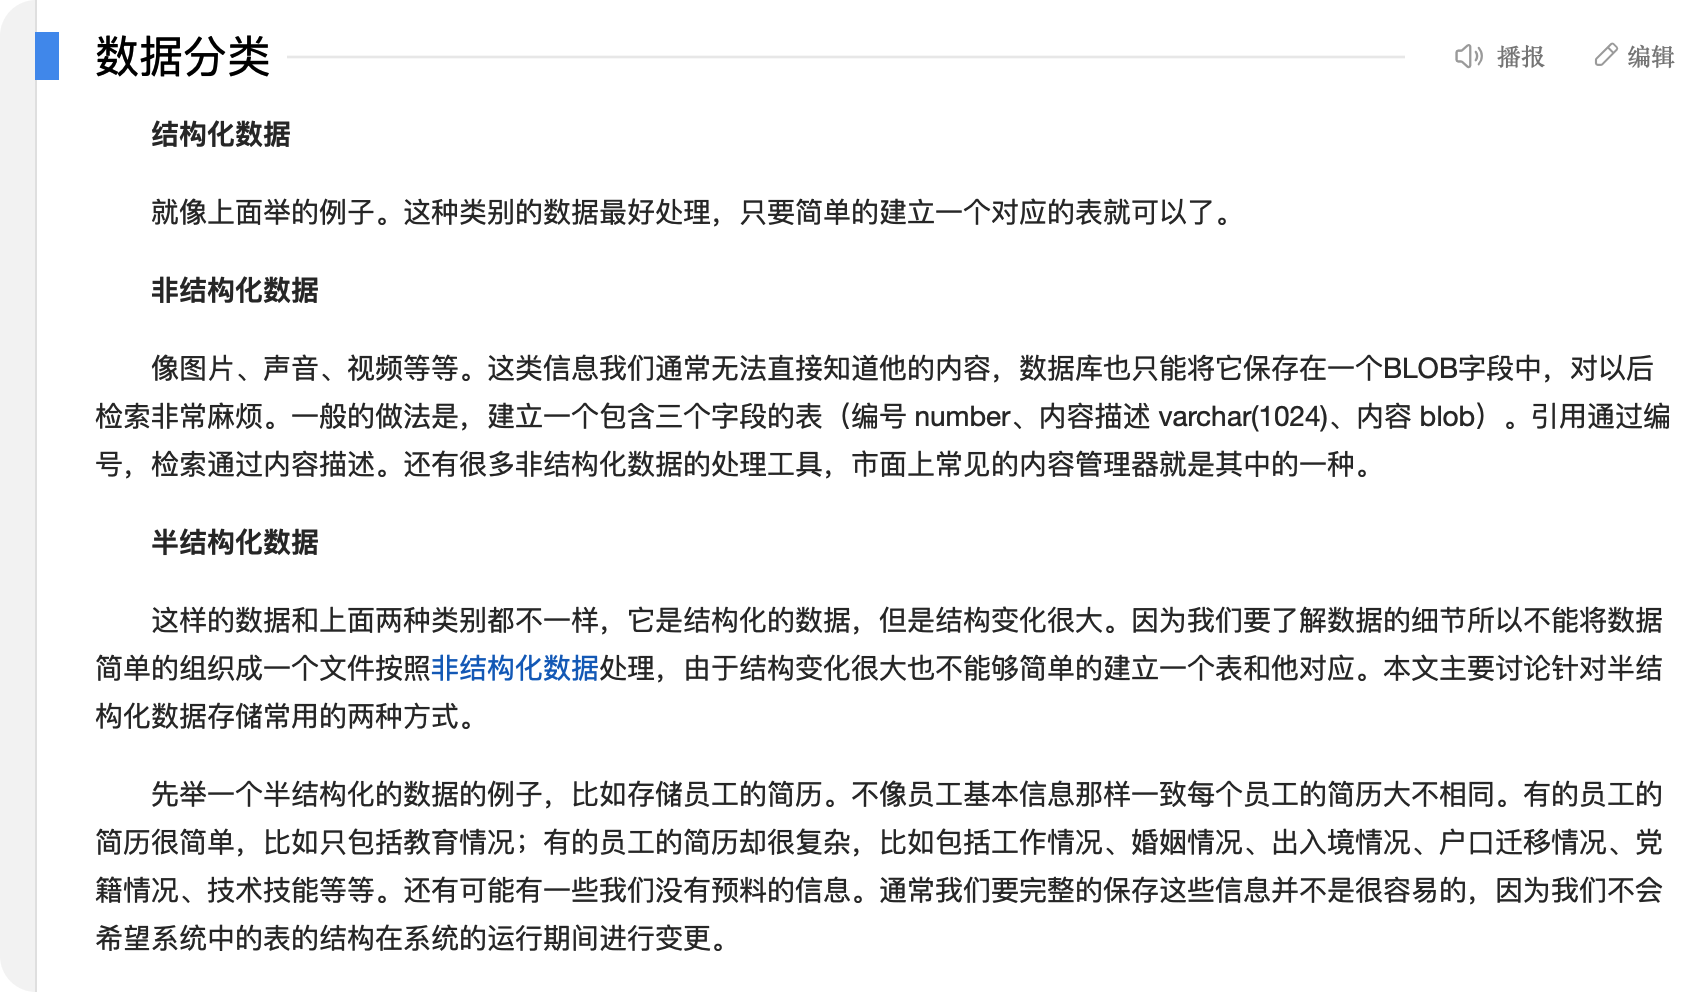 数据分类
播报
编辑
结构化数据
就像上面举的例子。这种类别的数据最好处理，只要简单的建立一个对应的表就可以了。
非结构化数据
像图片、声音、视频等等。这类信息我们通常无法直接知道他的内容，数据库也只能将它保存在一个BLOB字段中，对以后
检索非常麻烦。一般的做法是，建立一个包含三个字段的表（编号 number、内容描述 varchar(1024)、内容 blob）。引用通过编
号，检索通过内容描述。还有很多非结构化数据的处理工具，市面上常见的内容管理器就是其中的一种。
半结构化数据
这样的数据和上面两种类别都不一样，它是结构化的数据，但是结构变化很大。因为我们要了解数据的细节所以不能将数据
简单的组织成一个文件按照非结构化数据处理，由于结构变化很大也不能够简单的建立一个表和他对应。本文主要讨论针对半结
构化数据存储常用的两种方式。
先举一个半结构化的数据的例子，比如存储员工的简历。不像员工基本信息那样一致每个员工的简历大不相同。有的员工的
简历很简单，比如只包括教育情况；有的员工的简历却很复杂，比如包括工作情况、婚姻情况、出入境情况、户口迁移情况、党
籍情况、技术技能等等。还有可能有一些我们没有预料的信息。通常我们要完整的保存这些信息并不是很容易的，因为我们不会
希望系统中的表的结构在系统的运行期间进行变更。